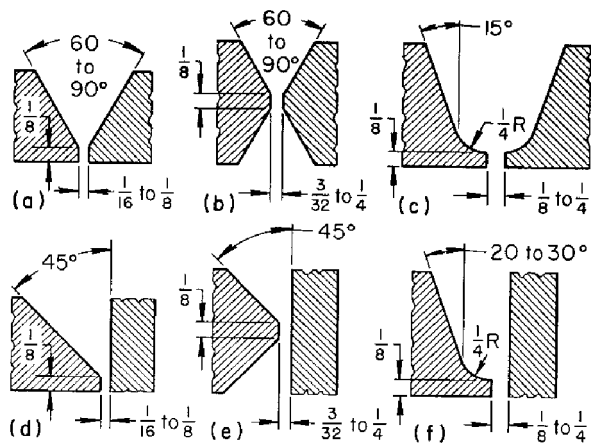 60
to
90°
1/8
(a)
1/16 to 1/8
60
to
90°
1/8
(b)
3/32 to 1/4
15°
1/8
1/4 R
(c)
1/8 to 1/4
45°
1/8
(d)
1/16 to 1/8
45°
1/8
(e)
3/32 to 1/4
20 to 30°
1/8
1/4 R
(f)
1/8 to 1/4